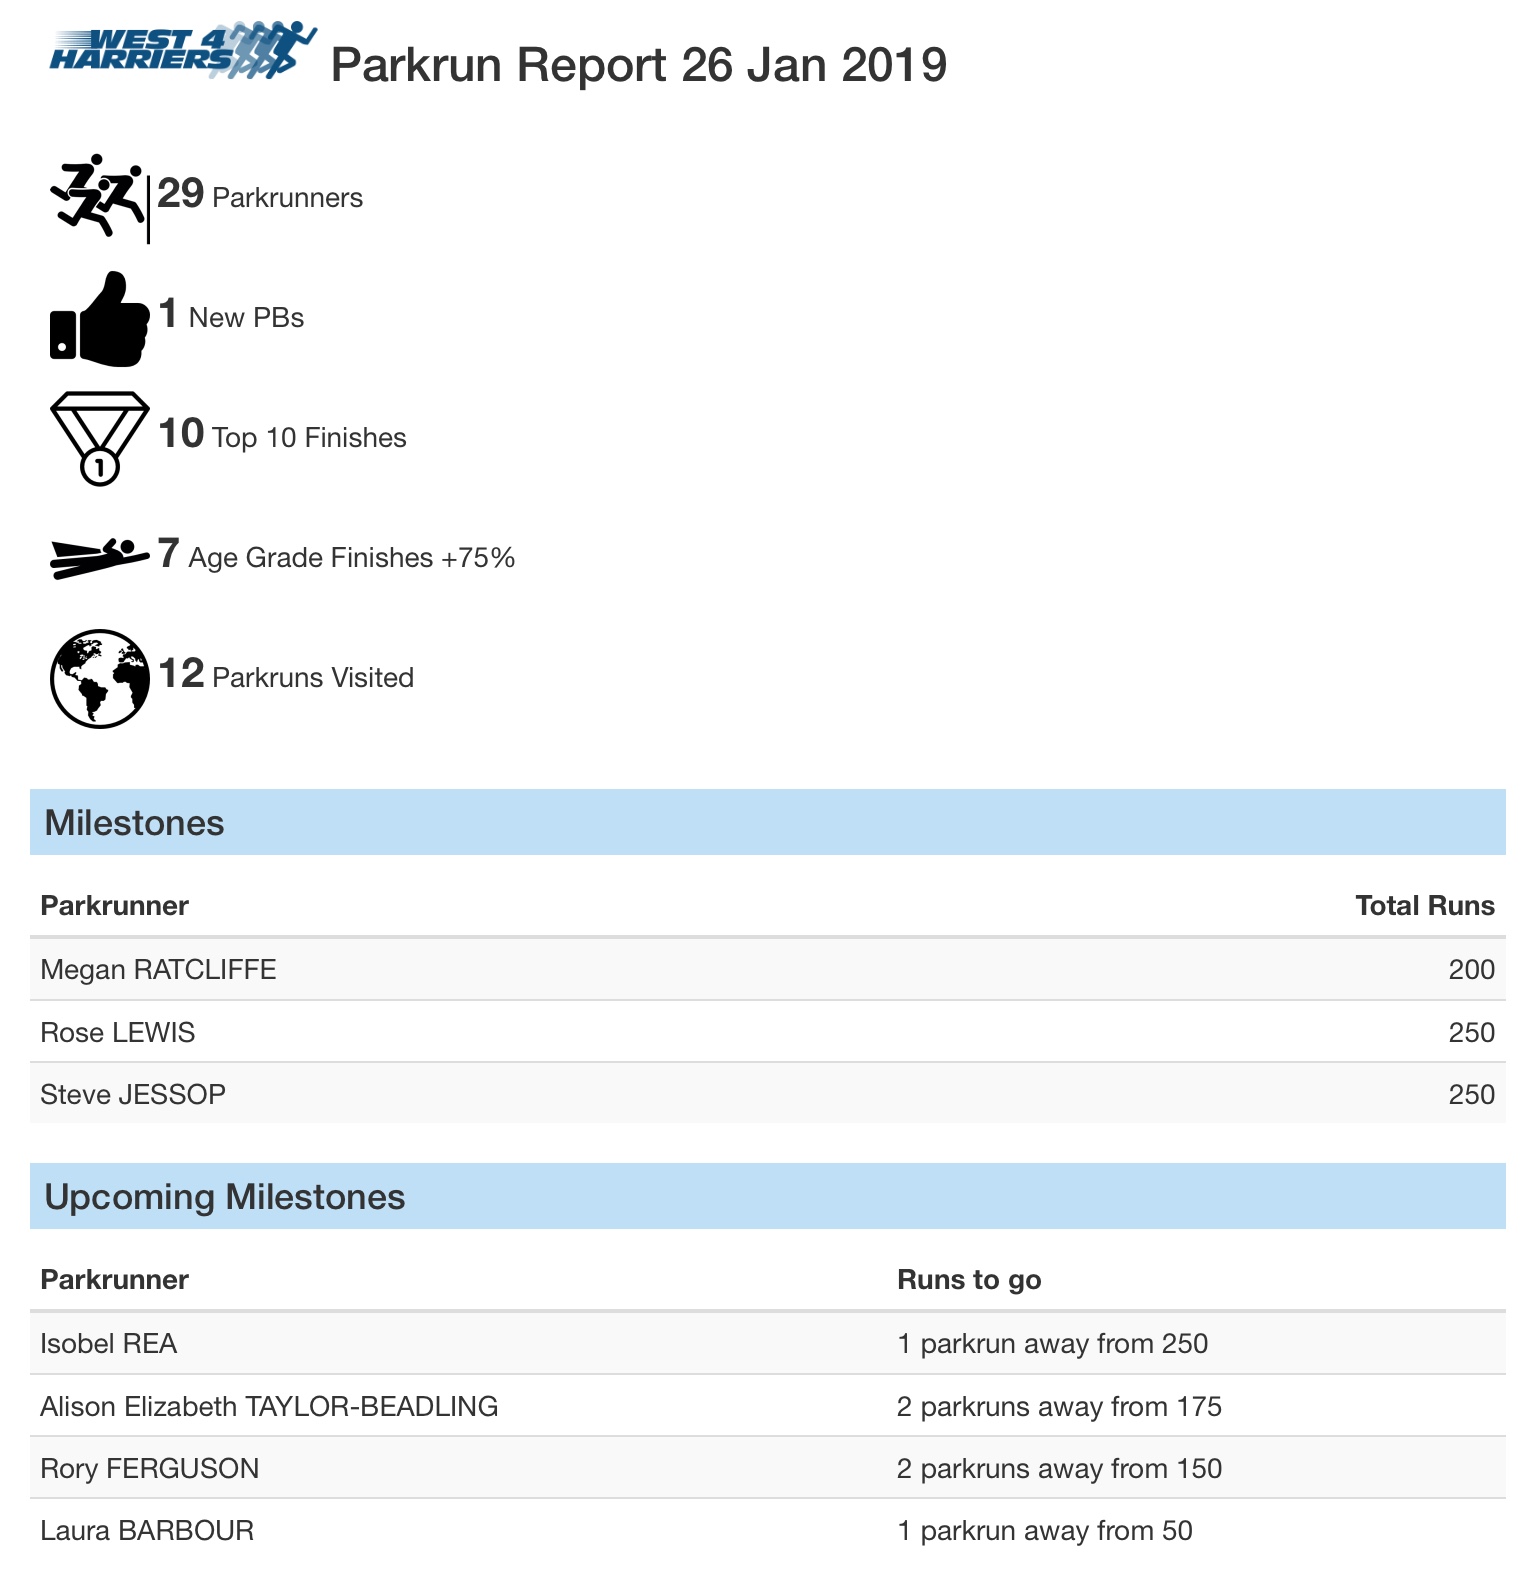 WEST 4
HARRIERS
Parkrun Report 26 Jan 2019
29 Parkrunners
1 New PBs
10 Top 10 Finishes
1
7 Age Grade Finishes +75%
12 Parkruns Visited
Milestones
Parkrunner Total Runs
Megan RATCLIFFE 200
Rose LEWIS 250
Steve JESSOP 250
Upcoming Milestones
Parkrunner Runs to go
Isobel REA 1 parkrun away from 250
Alison Elizabeth TAYLOR-BEADLING 2 parkruns away from 175
Rory FERGUSON 2 parkruns away from 150
Laura BARBOUR 1 parkrun away from 50